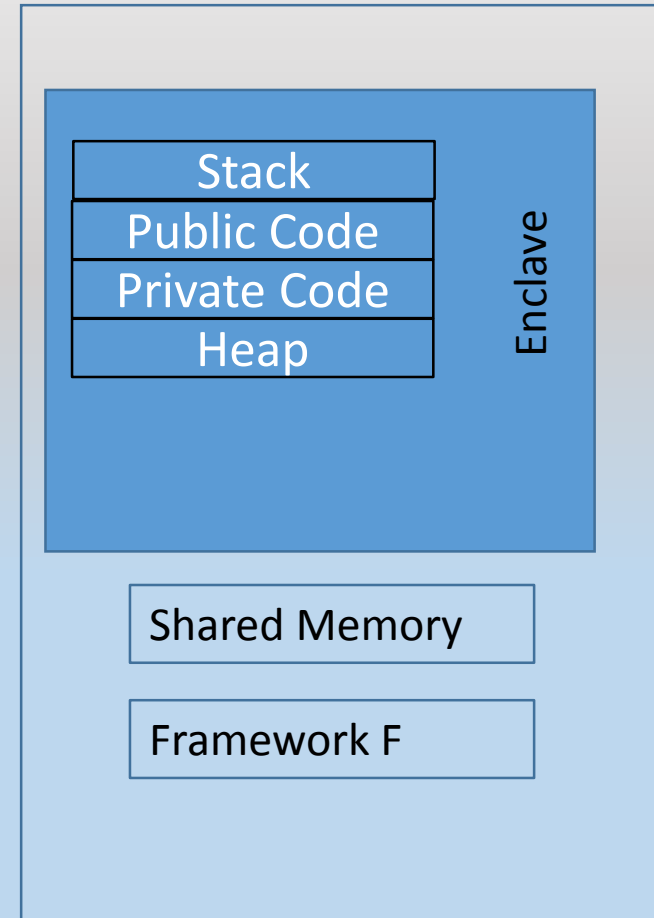 Stack
Public Code
Private Code
Heap
Enclave
Shared Memory
Framework F